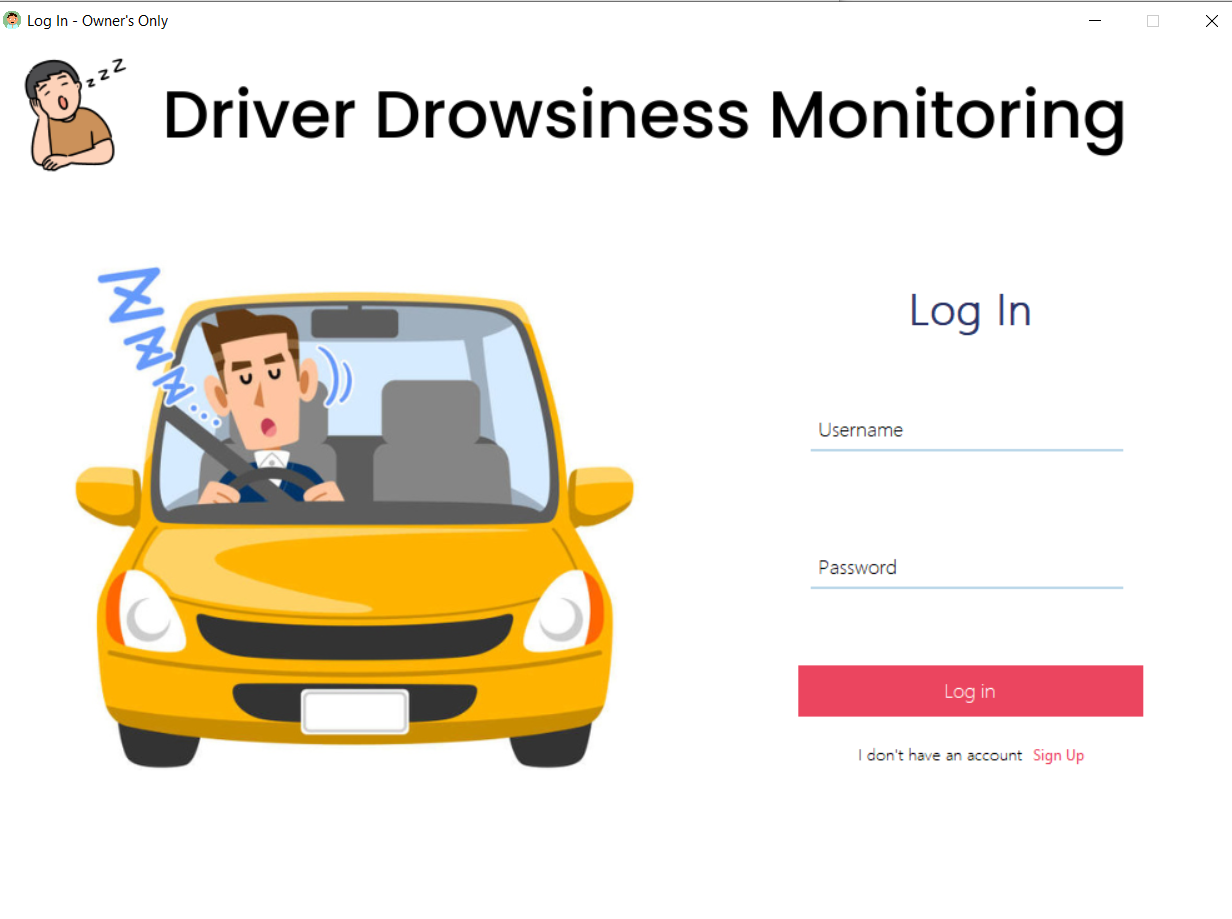 Log In - Owner's Only
z z Z
Driver Drowsiness Monitoring
Z
Z
Z...
Log In
Username
Password
Log in
I don't have an account Sign Up